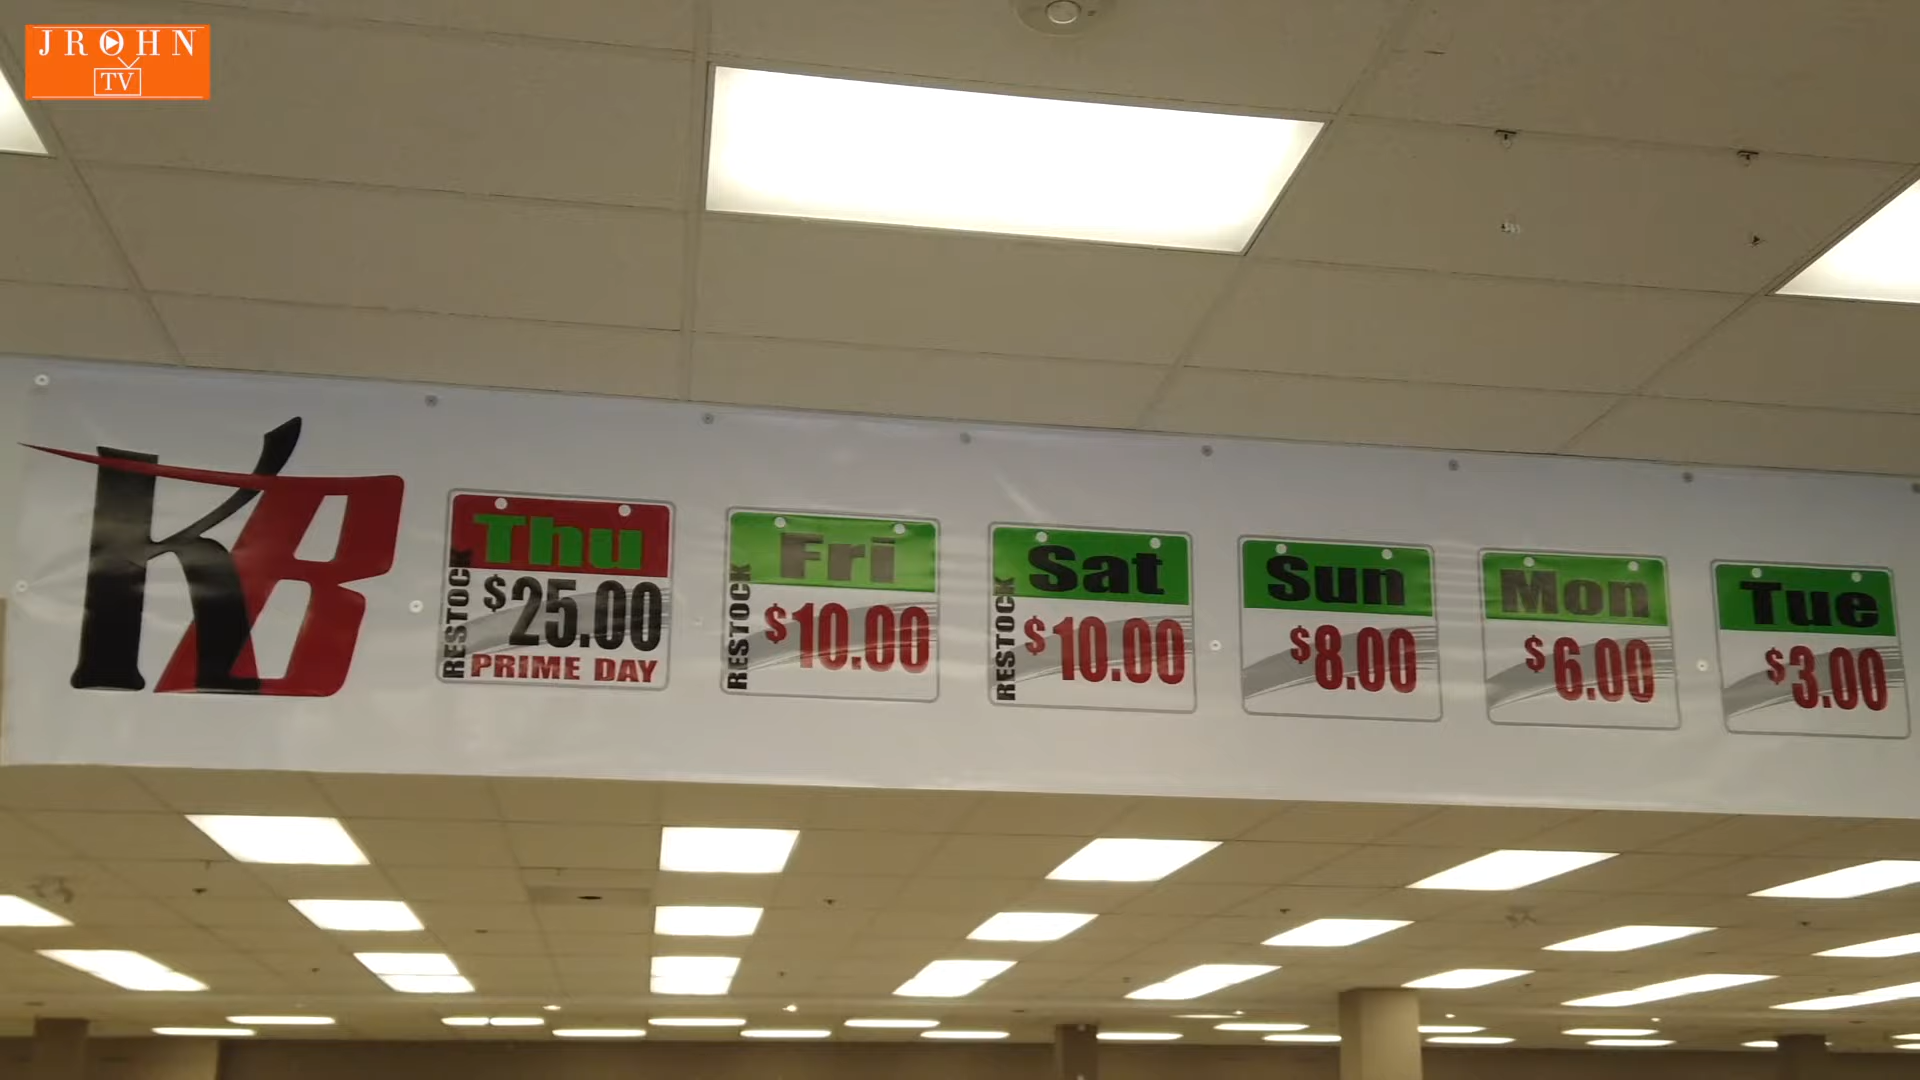 JROHN
TV
KB
Thu
RESTOCK
$25.00
PRIME DAY
Fri
RESTOCK
$10.00
Sat
RESTOCK
$10.00
Sun
$8.00
Mon
$6.00
Tue
$3.00